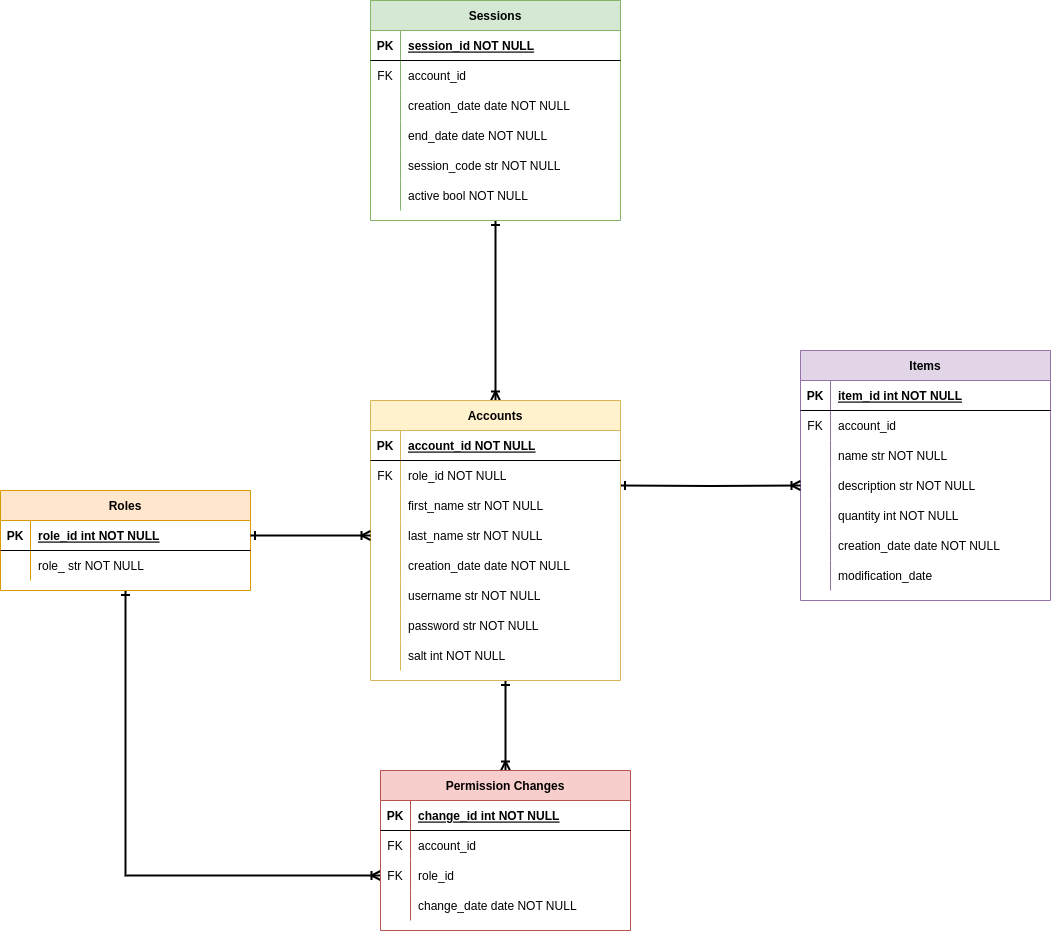 Sessions
PK session_id NOT NULL
FK account_id
creation_date date NOT NULL
end_date date NOT NULL
session_code str NOT NULL
active bool NOT NULL
Accounts
PK account_id NOT NULL
FK role_id NOT NULL
first_name str NOT NULL
last_name str NOT NULL
creation_date date NOT NULL
username str NOT NULL
password str NOT NULL
salt int NOT NULL
Items
PK item_id int NOT NULL
FK account_id
name str NOT NULL
description str NOT NULL
quantity int NOT NULL
creation_date date NOT NULL
modification_date
Roles
PK role_id int NOT NULL
role_ str NOT NULL
Permission Changes
PK change_id int NOT NULL
FK account_id
FK role_id
change_date date NOT NULL